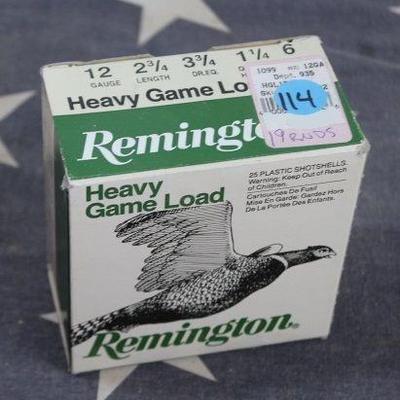 12 2¾ 3¾ 1¼ 6
GAUGE LENGTH DR.EQ.
Heavy Game Lo
1099 12GA
Dept. 935
114
19 RNDS
Remington
25 PLASTIC SHOTSHELLS.
Warning: Keep Out of Reach
of Children.
Cartouches De Fusil
Mise En Garde: Gardez Hors
De La Portée Des Enfants.
Heavy
Game Load
Remington®